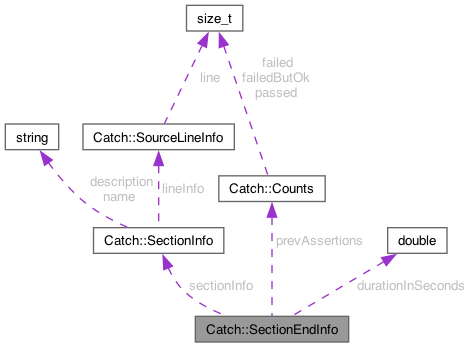 size_t
failed
line
failedButOk
passed
string
Catch::SourceLineInfo
description
name
lineInfo
Catch::Counts
Catch::SectionInfo
prevAssertions
double
sectionInfo
durationInSeconds
Catch::SectionEndInfo